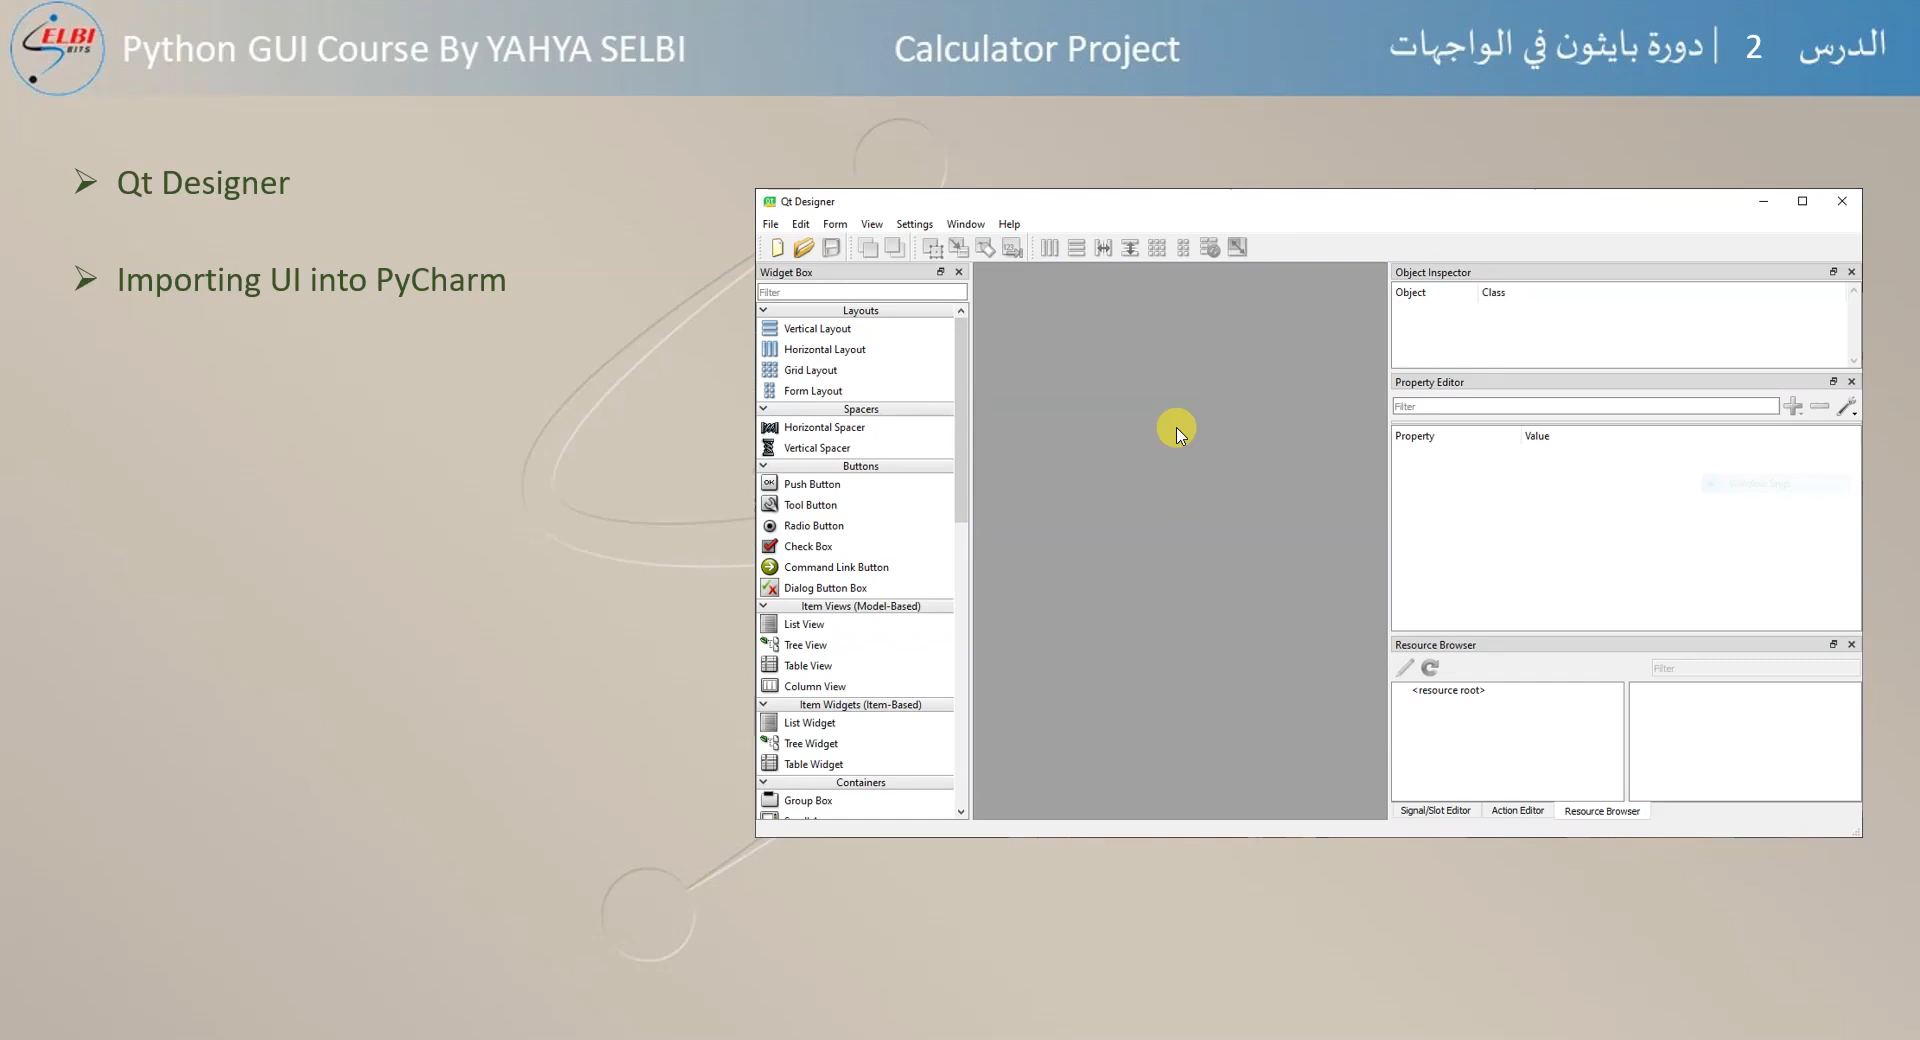 ELBI
BITS
Python GUI Course By YAHYA SELBI
Calculator Project
الدرس 2 | دورة بايثون في الواجهات
Qt Designer
Importing UI into PyCharm
Qt Designer
File Edit Form View Settings Window Help
Widget Box
Filter
Layouts
Vertical Layout
Horizontal Layout
Grid Layout
Form Layout
Spacers
Horizontal Spacer
Vertical Spacer
Buttons
OK Push Button
Tool Button
Radio Button
Check Box
Command Link Button
Dialog Button Box
Item Views (Model-Based)
List View
Tree View
Table View
Column View
Item Widgets (Item-Based)
List Widget
Tree Widget
Table Widget
Containers
Group Box
Object Inspector
Object Class
Property Editor
Filter
Property Value
Resource Browser
Filter
<resource root>
Signal/Slot Editor Action Editor Resource Browser